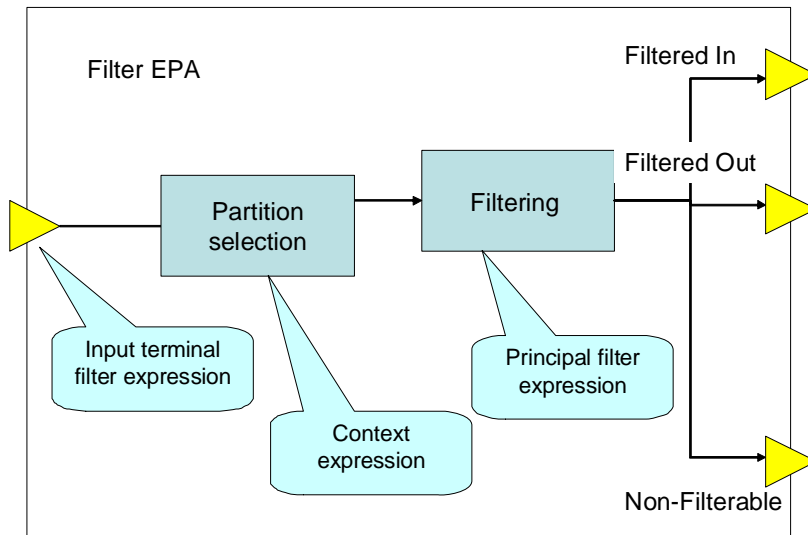 Filter EPA
Filtered In
Filtered Out
Partition
selection
Filtering
Input terminal
filter expression
Principal filter
expression
Context
expression
Non-Filterable